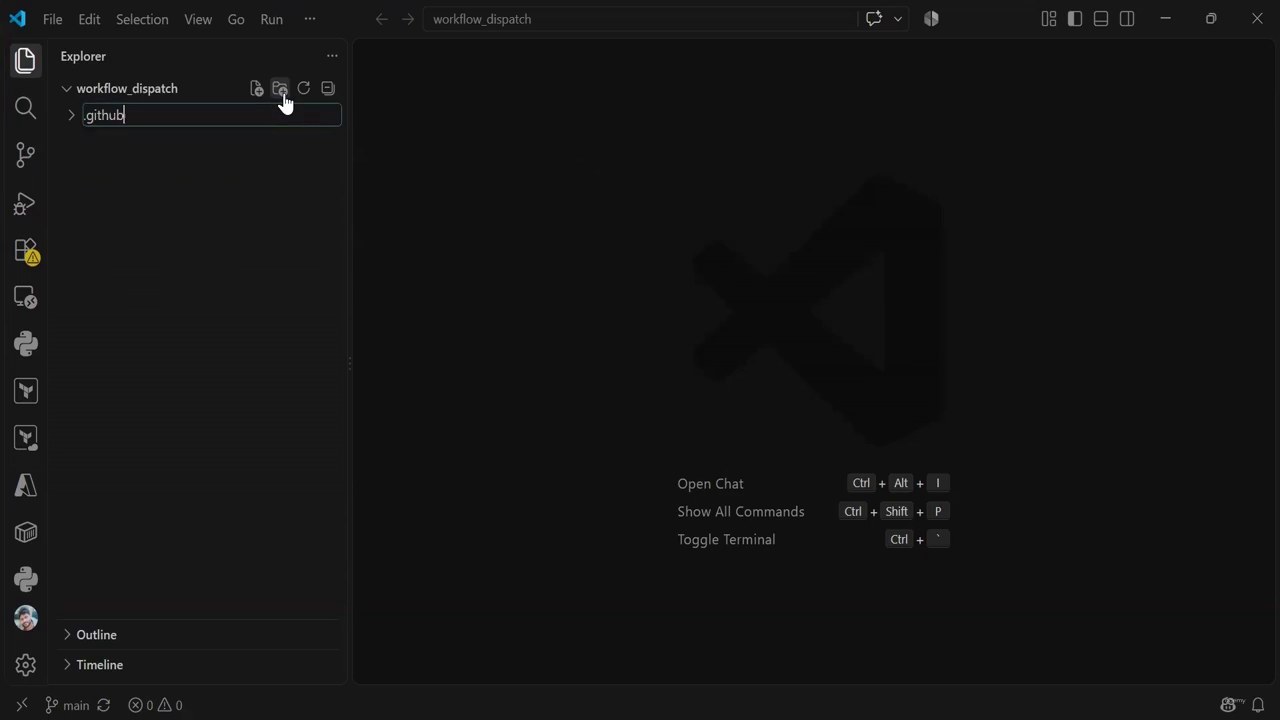 File Edit Selection View Go Run ···
workflow_dispatch
Explorer
workflow_dispatch
.github
Open Chat Ctrl + Alt + I
Show All Commands Ctrl + Shift + P
Toggle Terminal Ctrl + `
Outline
Timeline
main 0 0